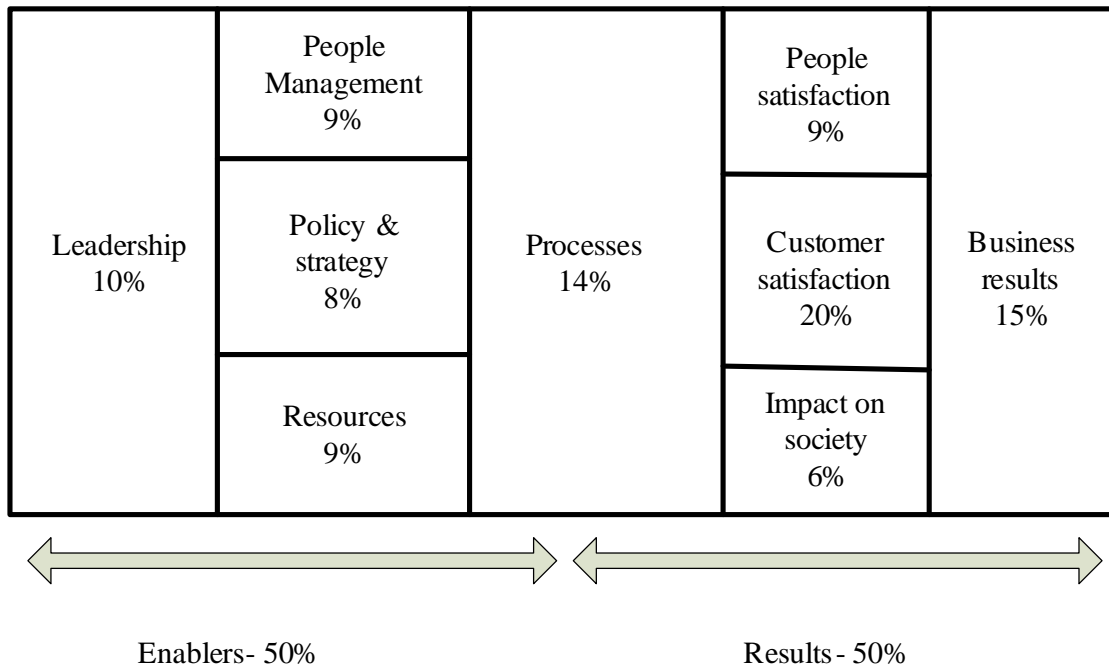 Leadership
10%
People
Management
9%
Policy &
strategy
8%
Resources
9%
Processes
14%
People
satisfaction
9%
Customer
satisfaction
20%
Impact on
society
6%
Business
results
15%
Enablers- 50%
Results- 50%